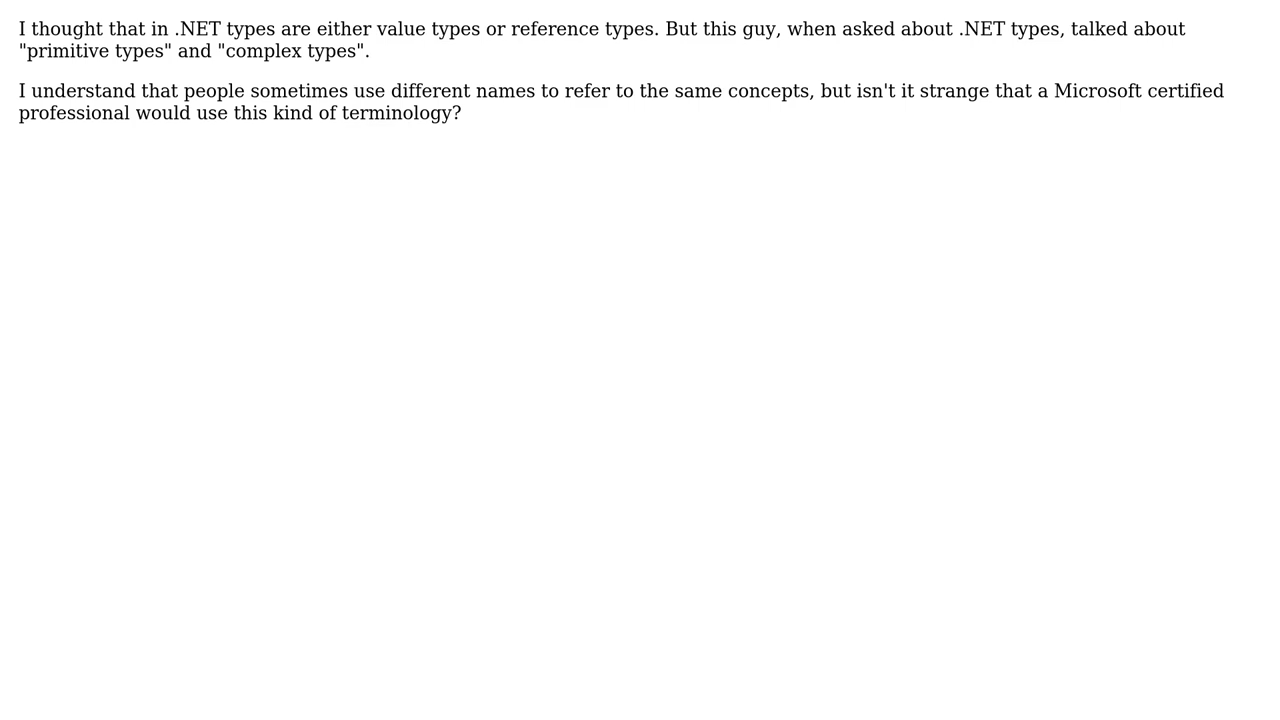 I thought that in .NET types are either value types or reference types. But this guy, when asked about .NET types, talked about
"primitive types" and "complex types".
I understand that people sometimes use different names to refer to the same concepts, but isn't it strange that a Microsoft certified
professional would use this kind of terminology?